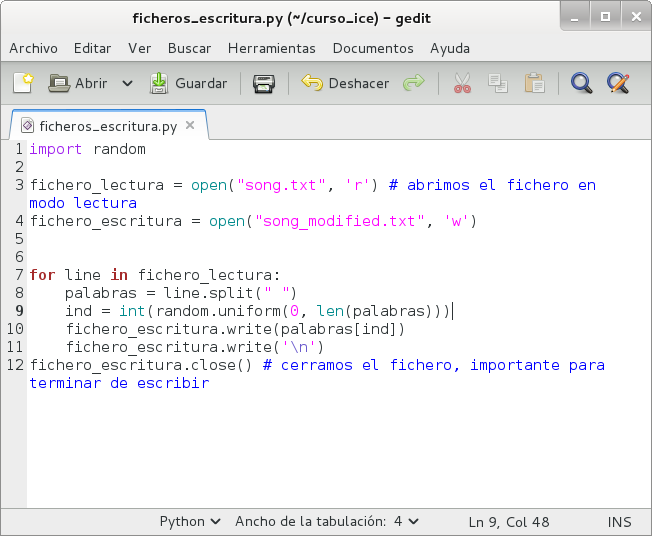 ficheros_escritura.py (~/curso_ice) – gedit
Archivo Editar Ver Buscar Herramientas Documentos Ayuda
Abrir Guardar Deshacer
ficheros_escritura.py
1 import random
2
3 fichero_lectura = open("song.txt", 'r') # abrimos el fichero en
modo lectura
4 fichero_escritura = open("song_modified.txt", 'w')
5
6
7 for line in fichero_lectura:
8     palabras = line.split(" ")
9     ind = int(random.uniform(0, len(palabras)))
10     fichero_escritura.write(palabras[ind])
11     fichero_escritura.write('\n')
12 fichero_escritura.close() # cerramos el fichero, importante para
terminar de escribir
Python Ancho de la tabulación: 4 Ln 9, Col 48 INS